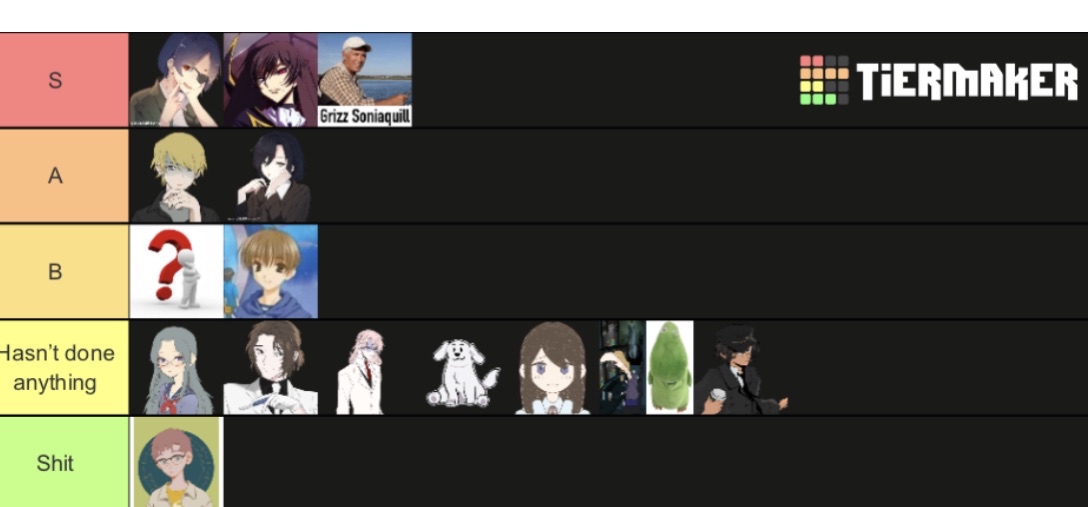 S
TiERMAKER
Grizz Soniaquill
A
B
Hasn't done
anything
Shit